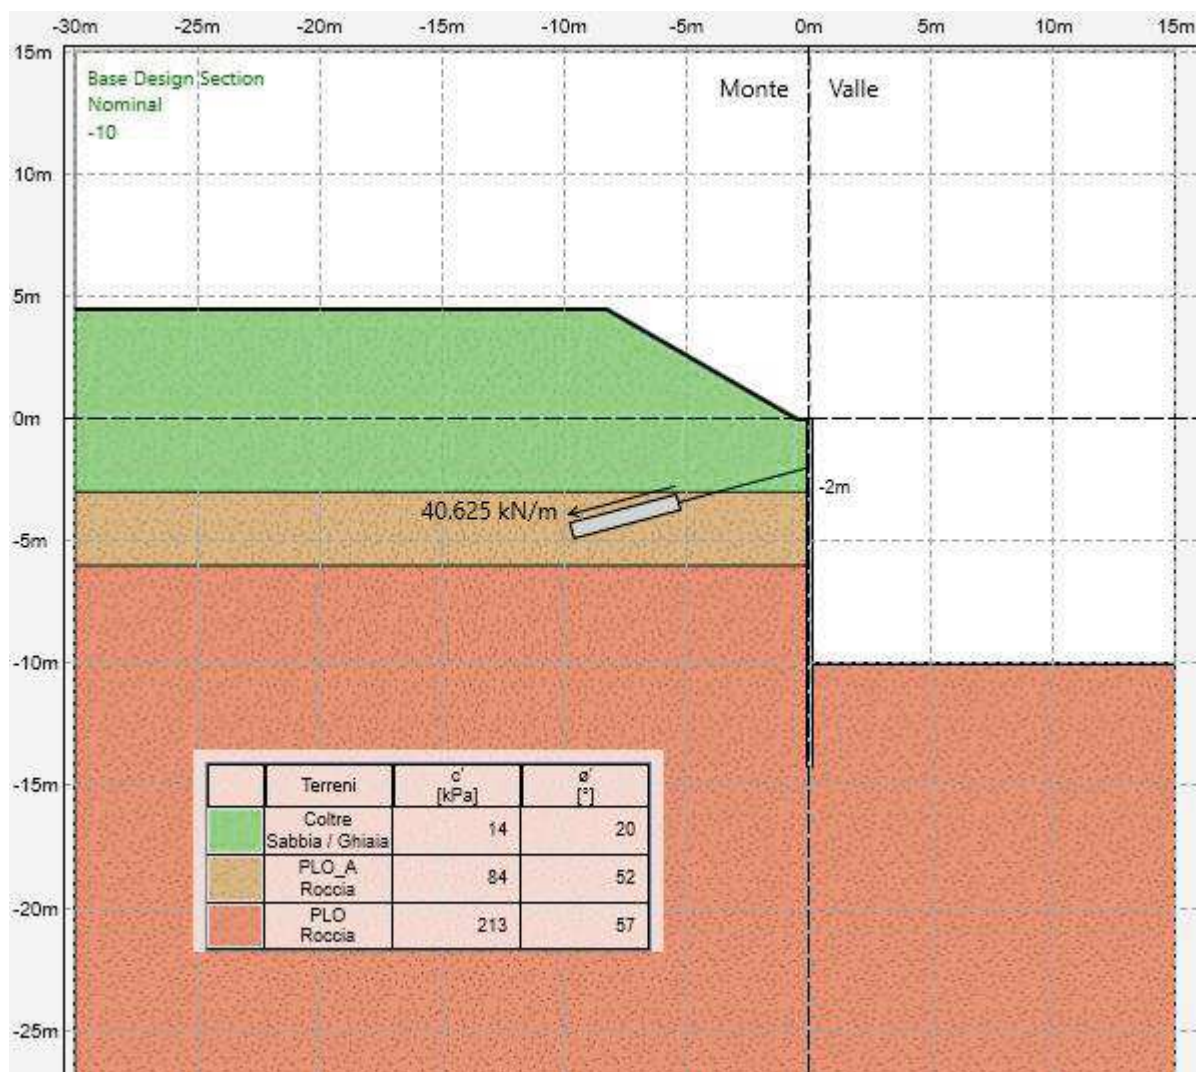 -30m -25m -20m -15m -10m -5m 0m 5m 10m 15m
15m
Base Design Section
Nominal
-10
Monte Valle
10m
5m
0m
-2m
40.625 kN/m
-5m
-10m
Terreni c' ø'
[kPa] [°]
Coltre
Sabbia / Ghiaia 14 20
PLO_A
Roccia 84 52
PLO
Roccia 213 57
-15m
-20m
-25m